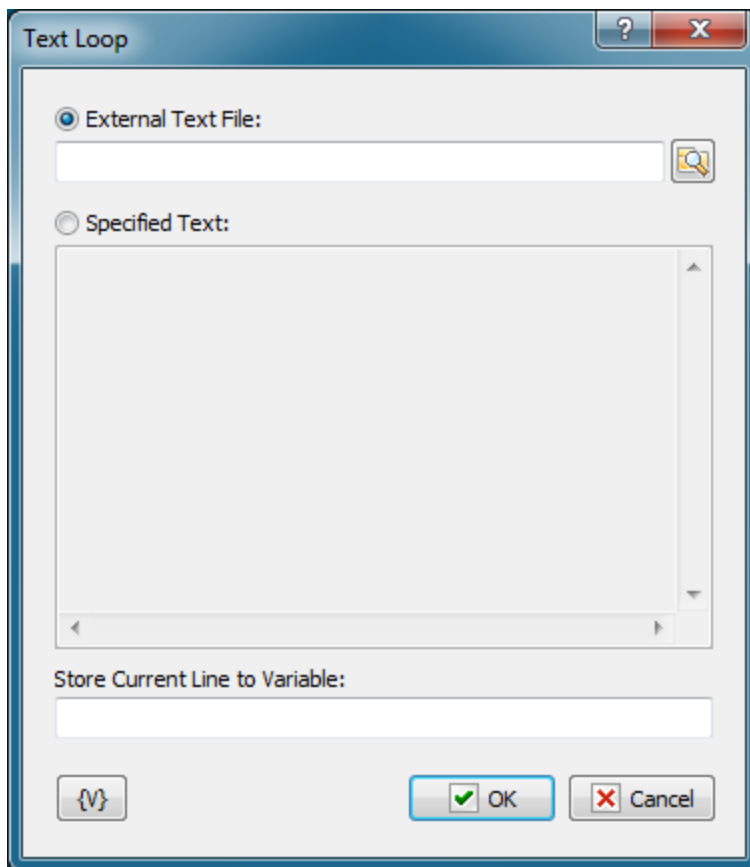 Text Loop
?
External Text File:
Specified Text:
Store Current Line to Variable:
{V}
OK
Cancel